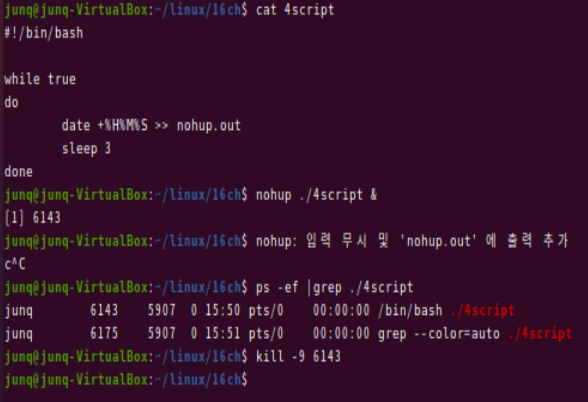 junq@junq-VirtualBox:~/linux/16ch$ cat 4script
#!/bin/bash
while true
do
date +%H%M%S >> nohup.out
sleep 3
done
junq@junq-VirtualBox:~/linux/16ch$ nohup ./4script &
[1] 6143
junq@junq-VirtualBox:~/linux/16ch$ nohup: 입력 무시 및 'nohup.out' 에 출력 추가
c^C
junq@junq-VirtualBox:~/linux/16ch$ ps -ef |grep ./4script
junq 6143 5907 0 15:50 pts/0 00:00:00 /bin/bash ./4script
junq 6175 5907 0 15:51 pts/0 00:00:00 grep --color=auto ./4script
junq@junq-VirtualBox:~/linux/16ch$ kill -9 6143
junq@junq-VirtualBox:~/linux/16ch$